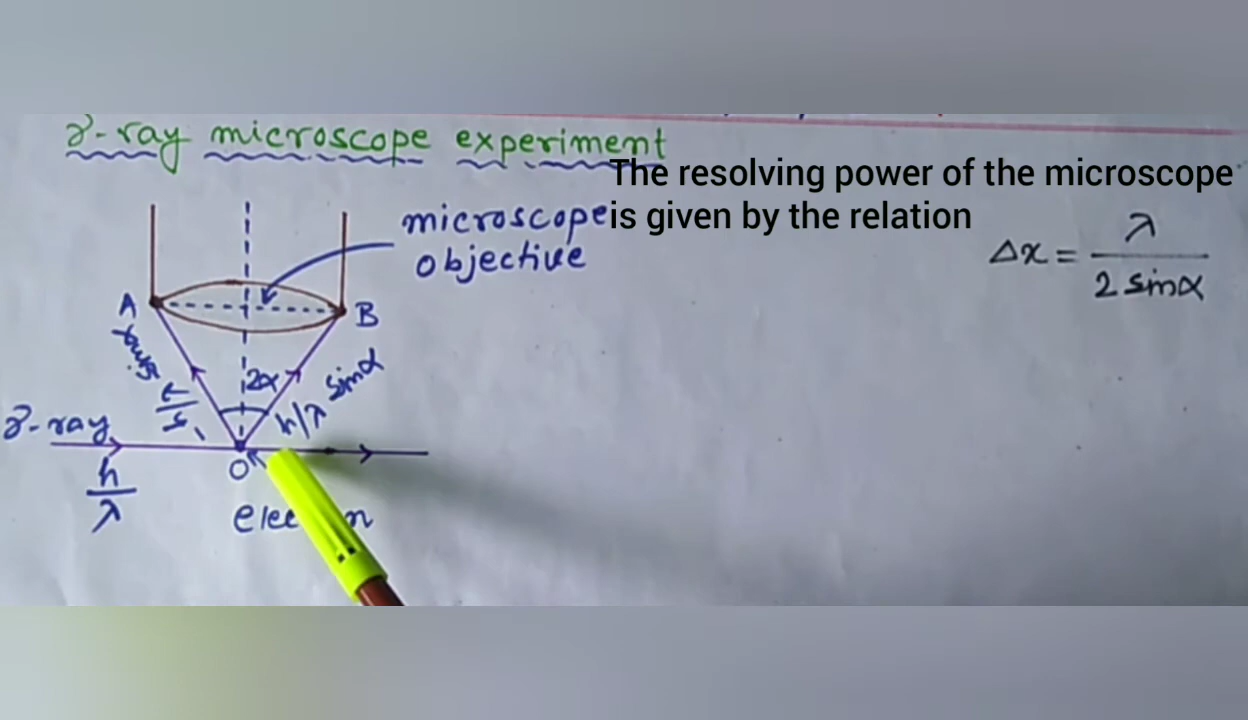 γ-ray microscope experiment
The resolving power of the microscope
is given by the relation
microscope
objective
Δx = λ / 2 sinα
A
B
2α
h/λ sinα
γ-ray
h/λ
O